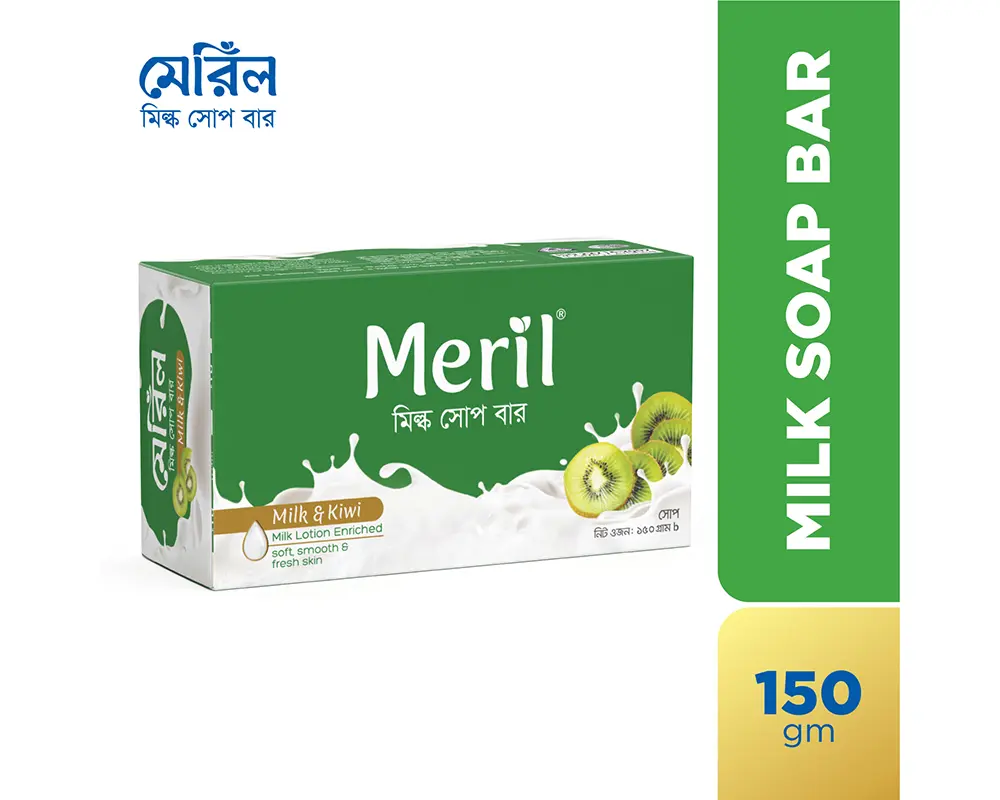 মেরিল
মিল্ক সোপ বার
Meril®
মিল্ক সোপ বার
Milk & Kiwi
Milk Lotion Enriched
soft, smooth &
fresh skin
সোপ
নিট ওজন: ১৫০ গ্রাম b
মেরিল
মিল্ক সোপ বার
Milk & Kiwi
MILK SOAP BAR
150
gm